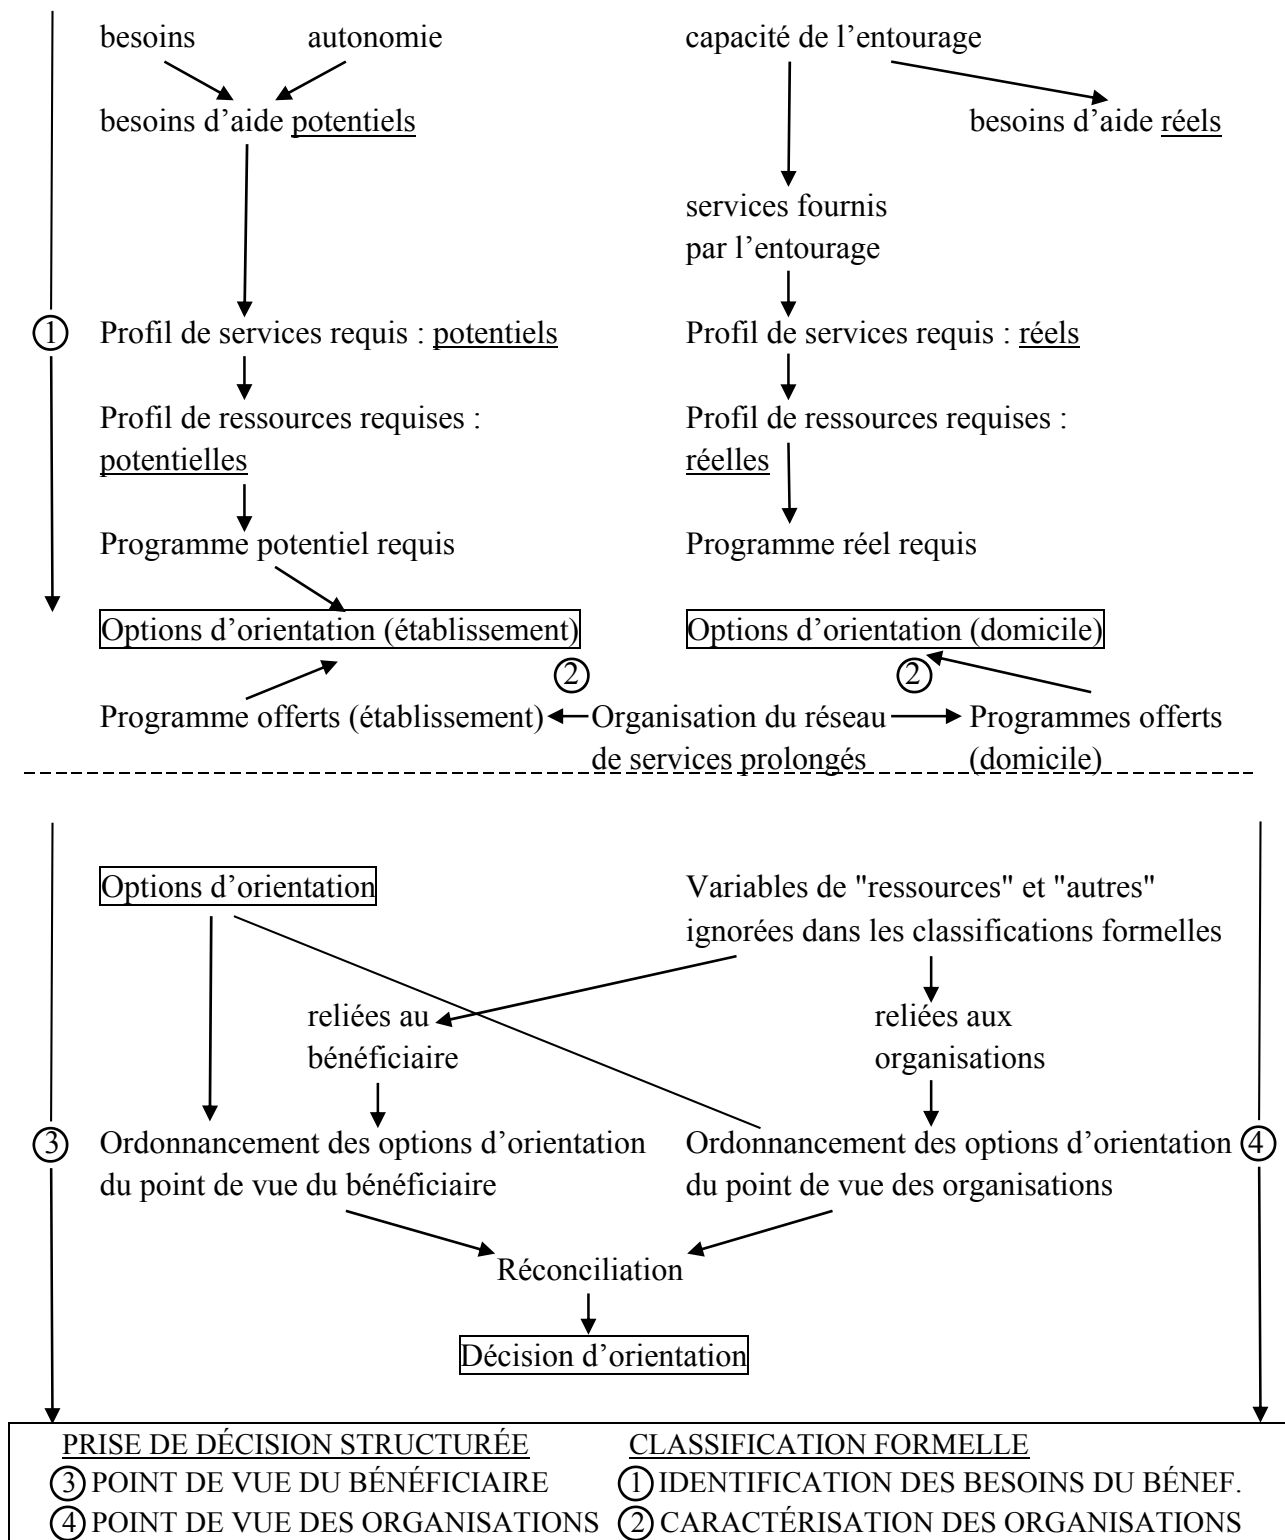 besoins autonomie capacité de l’entourage
besoins d’aide potentiels besoins d’aide réels
services fournis
par l’entourage
① Profil de services requis : potentiels Profil de services requis : réels
Profil de ressources requises : Profil de ressources requises :
potentielles réelles
Programme potentiel requis Programme réel requis
Options d’orientation (établissement) Options d’orientation (domicile)
② ②
Programme offerts (établissement) Organisation du réseau Programmes offerts
de services prolongés (domicile)
Options d’orientation Variables de "ressources" et "autres"
ignorées dans les classifications formelles
reliées au reliées aux
bénéficiaire organisations
③ Ordonnancement des options d’orientation Ordonnancement des options d’orientation ④
du point de vue du bénéficiaire du point de vue des organisations
Réconciliation
Décision d’orientation
PRISE DE DÉCISION STRUCTURÉE CLASSIFICATION FORMELLE
③ POINT DE VUE DU BÉNÉFICIAIRE ① IDENTIFICATION DES BESOINS DU BÉNEF.
④ POINT DE VUE DES ORGANISATIONS ② CARACTÉRISATION DES ORGANISATIONS